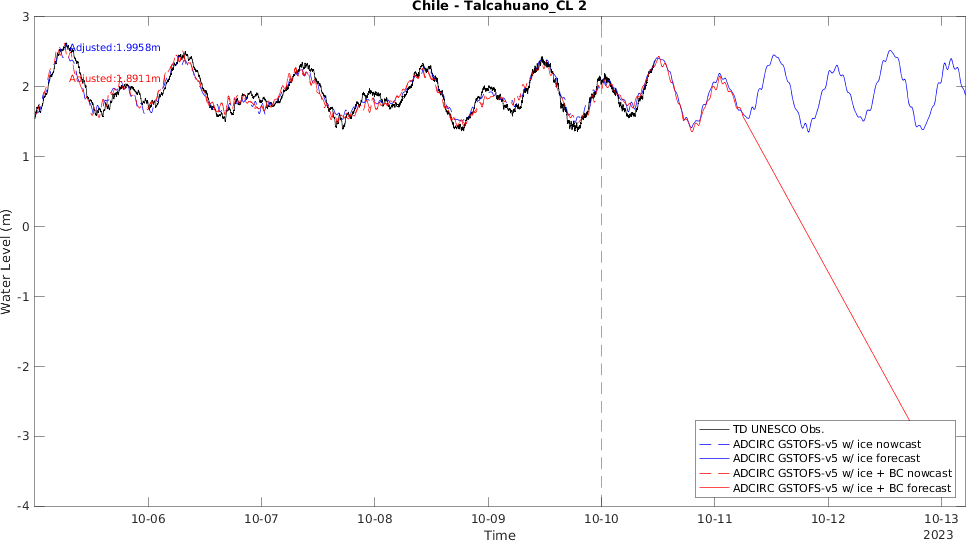 Chile - Talcahuano_CL 2
Water Level (m)
3
2
1
0
-1
-2
-3
-4
Adjusted:1.9958m
Adjusted:1.8911m
TD UNESCO Obs.
ADCIRC GSTOFS-v5 w/ ice nowcast
ADCIRC GSTOFS-v5 w/ ice forecast
ADCIRC GSTOFS-v5 w/ ice + BC nowcast
ADCIRC GSTOFS-v5 w/ ice + BC forecast
10-06 10-07 10-08 10-09 10-10 10-11 10-12 10-13
Time
2023